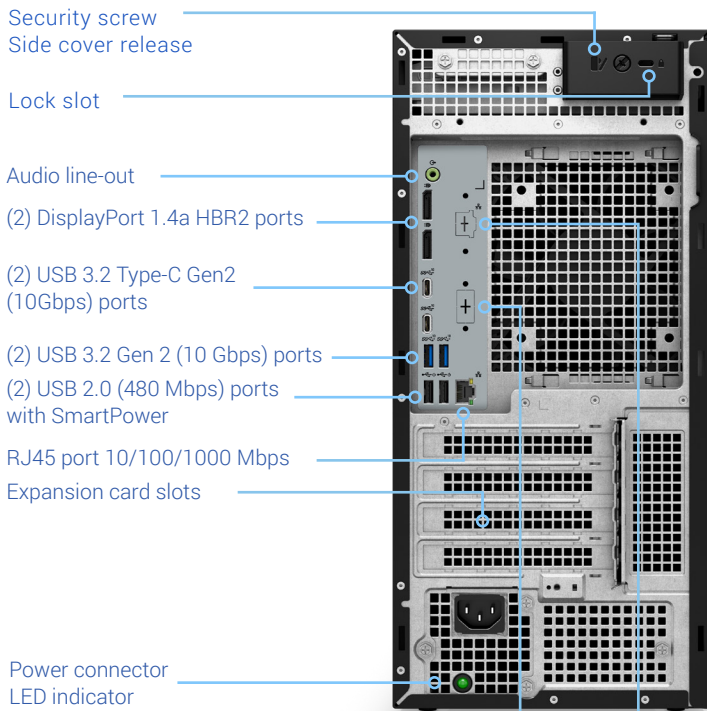 Security screw
Side cover release
Lock slot
Audio line-out
(2) DisplayPort 1.4a HBR2 ports
(2) USB 3.2 Type-C Gen2
(10Gbps) ports
(2) USB 3.2 Gen 2 (10 Gbps) ports
(2) USB 2.0 (480 Mbps) ports
with SmartPower
RJ45 port 10/100/1000 Mbps
Expansion card slots
Power connector
LED indicator